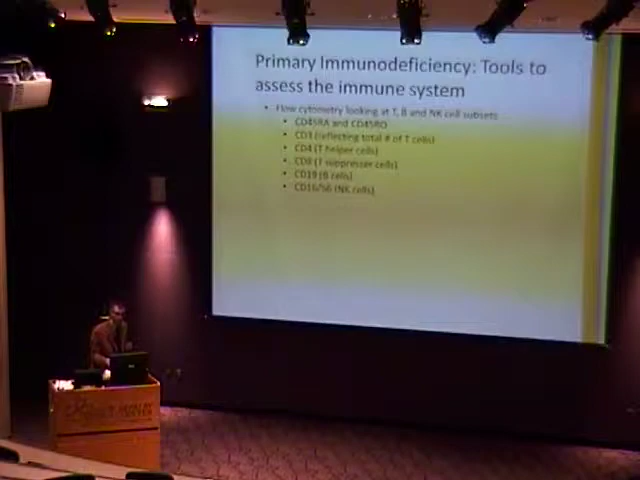 Primary Immunodeficiency: Tools to
assess the immune system
• Flow cytometry looking at T, B and NK cell subsets
• CD45RA and CD45RO
• CD3 (reflecting total # of T cells)
• CD4 (T helper cells)
• CD8 (T suppresser cells)
• CD19 (B cells)
• CD16/56 (NK cells)